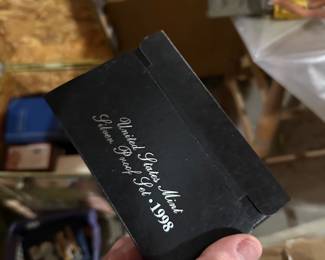 United States Mint
Silver Proof Set • 1998